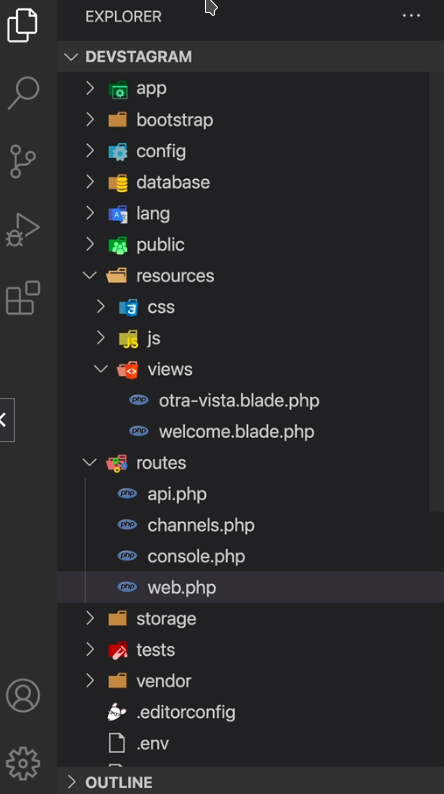 EXPLORER
DEVSTAGRAM
app
bootstrap
config
database
lang
public
resources
css
js
views
otra-vista.blade.php
welcome.blade.php
routes
api.php
channels.php
console.php
web.php
storage
tests
vendor
.editorconfig
.env
OUTLINE